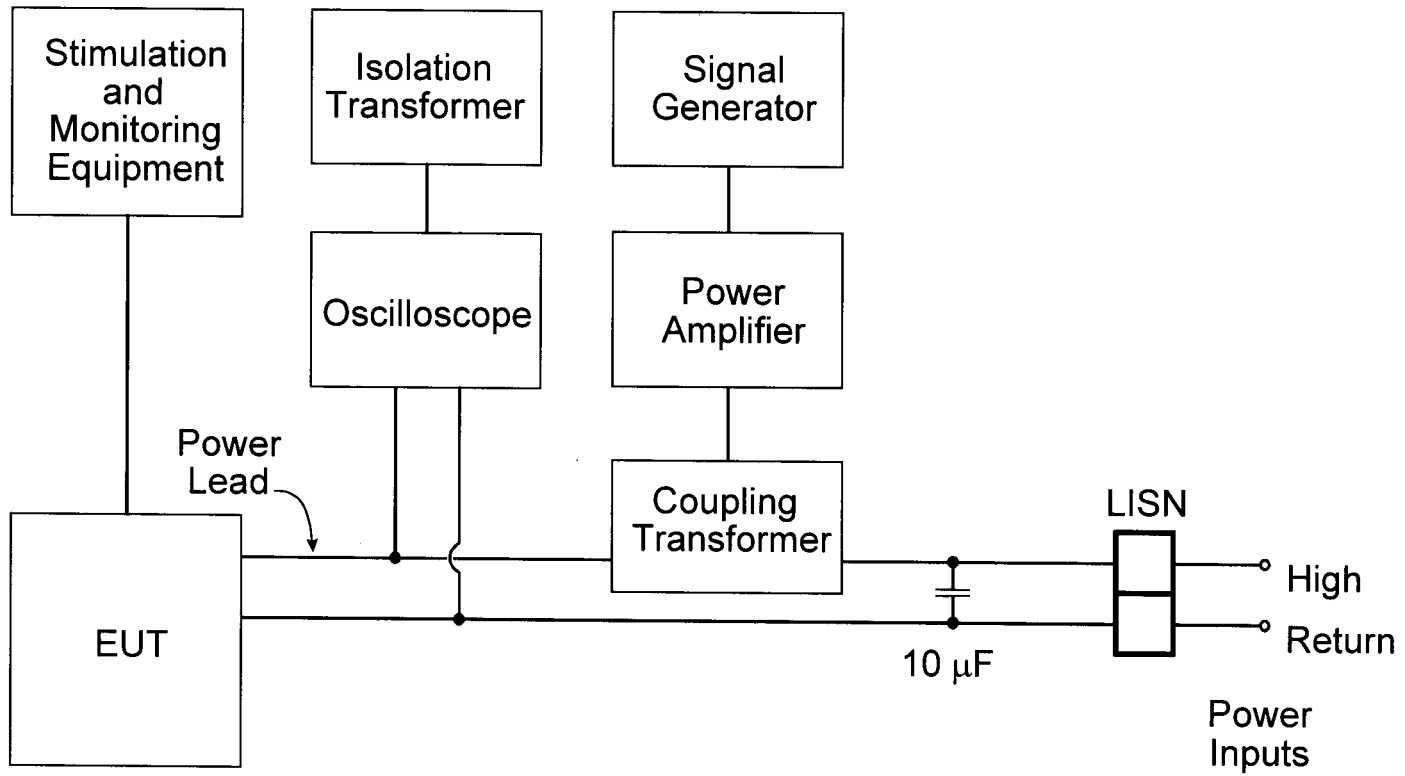 Stimulation
and
Monitoring
Equipment
Isolation
Transformer
Signal
Generator
Oscilloscope
Power
Amplifier
Power
Lead
Coupling
Transformer
LISN
High
Return
EUT
10 μF
Power
Inputs